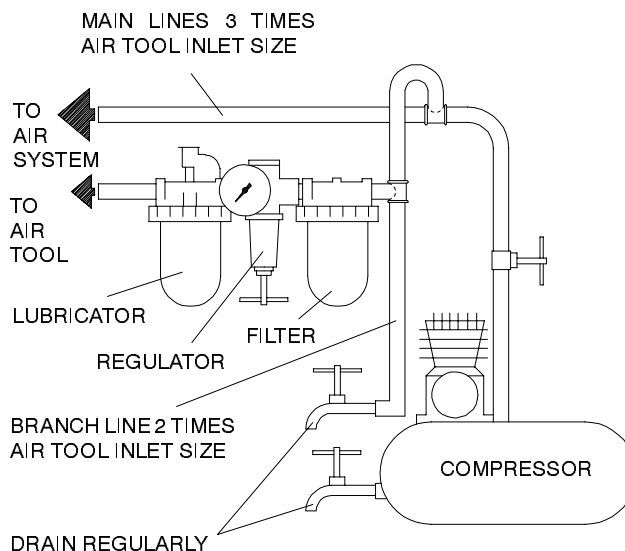 MAIN LINES 3 TIMES
AIR TOOL INLET SIZE
TO
AIR
SYSTEM
TO
AIR
TOOL
LUBRICATOR
FILTER
REGULATOR
BRANCH LINE 2 TIMES
AIR TOOL INLET SIZE
COMPRESSOR
DRAIN REGULARLY